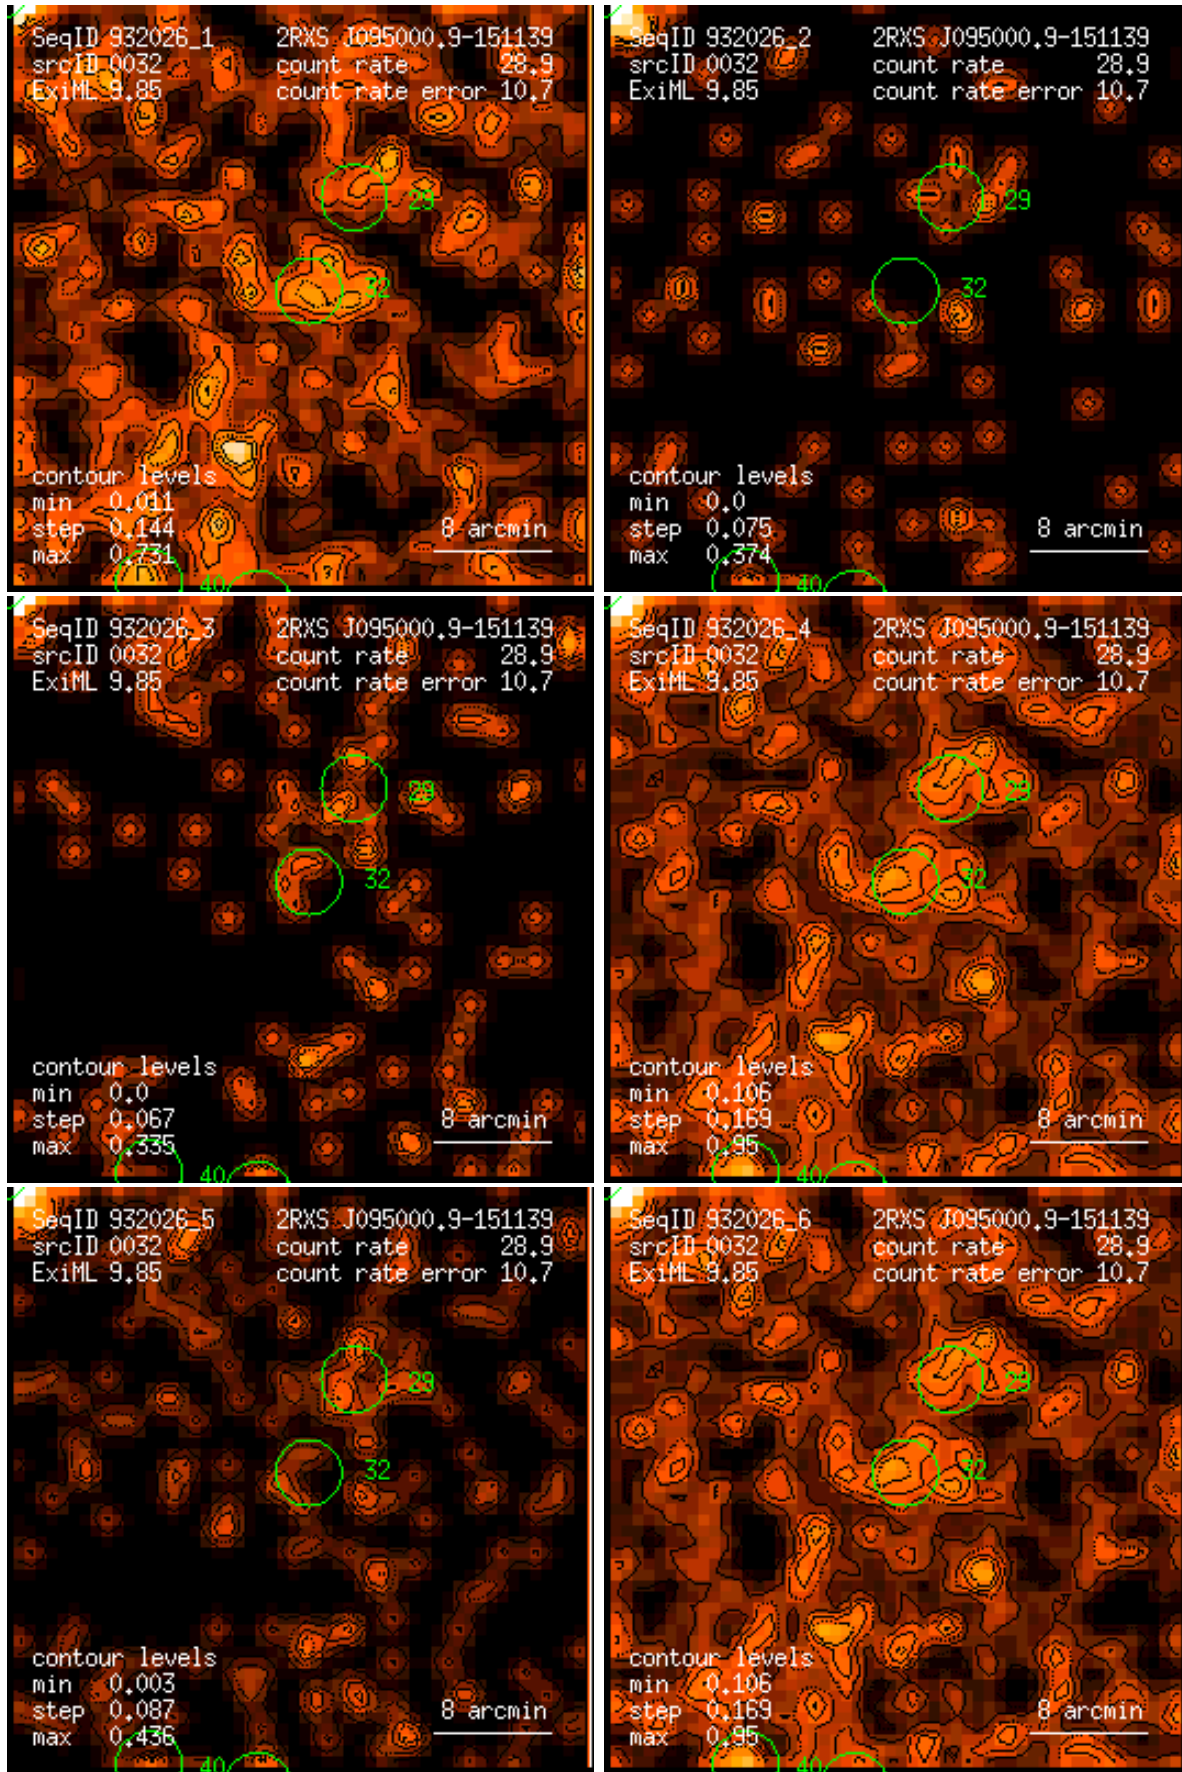 SeqID 932026_1 2RXS J095000.9-151139
srcID 0032 count rate 28.9
ExiML 9.85 count rate error 10.7
29
32
contour levels
min 0.011
step 0.144 8 arcmin
max 0.731
40
SeqID 932026_2 2RXS J095000.9-151139
srcID 0032 count rate 28.9
ExiML 9.85 count rate error 10.7
29
32
contour levels
min 0.0
step 0.075 8 arcmin
max 0.374
40
SeqID 932026_3 2RXS J095000.9-151139
srcID 0032 count rate 28.9
ExiML 9.85 count rate error 10.7
29
32
contour levels
min 0.0
step 0.067 8 arcmin
max 0.335
40
SeqID 932026_4 2RXS J095000.9-151139
srcID 0032 count rate 28.9
ExiML 9.85 count rate error 10.7
29
32
contour levels
min 0.106
step 0.169 8 arcmin
max 0.95
40
SeqID 932026_5 2RXS J095000.9-151139
srcID 0032 count rate 28.9
ExiML 9.85 count rate error 10.7
29
32
contour levels
min 0.003
step 0.087 8 arcmin
max 0.436
40
SeqID 932026_6 2RXS J095000.9-151139
srcID 0032 count rate 28.9
ExiML 9.85 count rate error 10.7
29
32
contour levels
min 0.106
step 0.169 8 arcmin
max 0.95
40